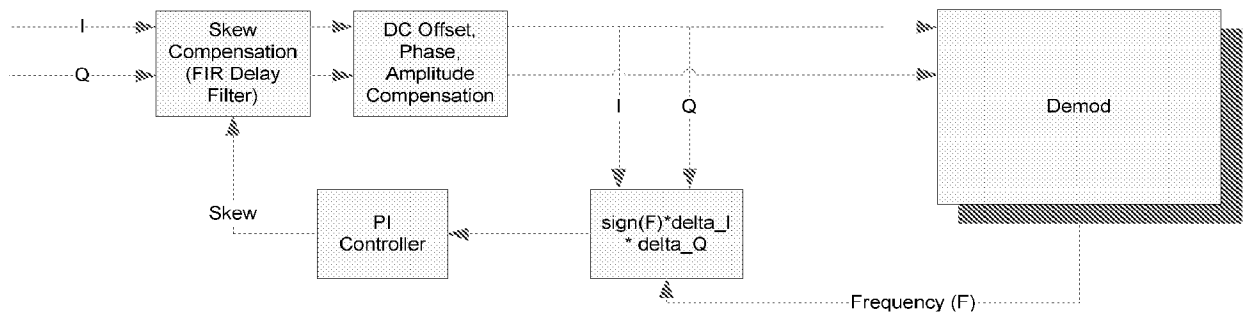 I
Q
Skew
Compensation
(FIR Delay
Filter)
DC Offset,
Phase,
Amplitude
Compensation
I
Q
Demod
Skew
PI
Controller
sign(F)*delta_I
* delta_Q
Frequency (F)